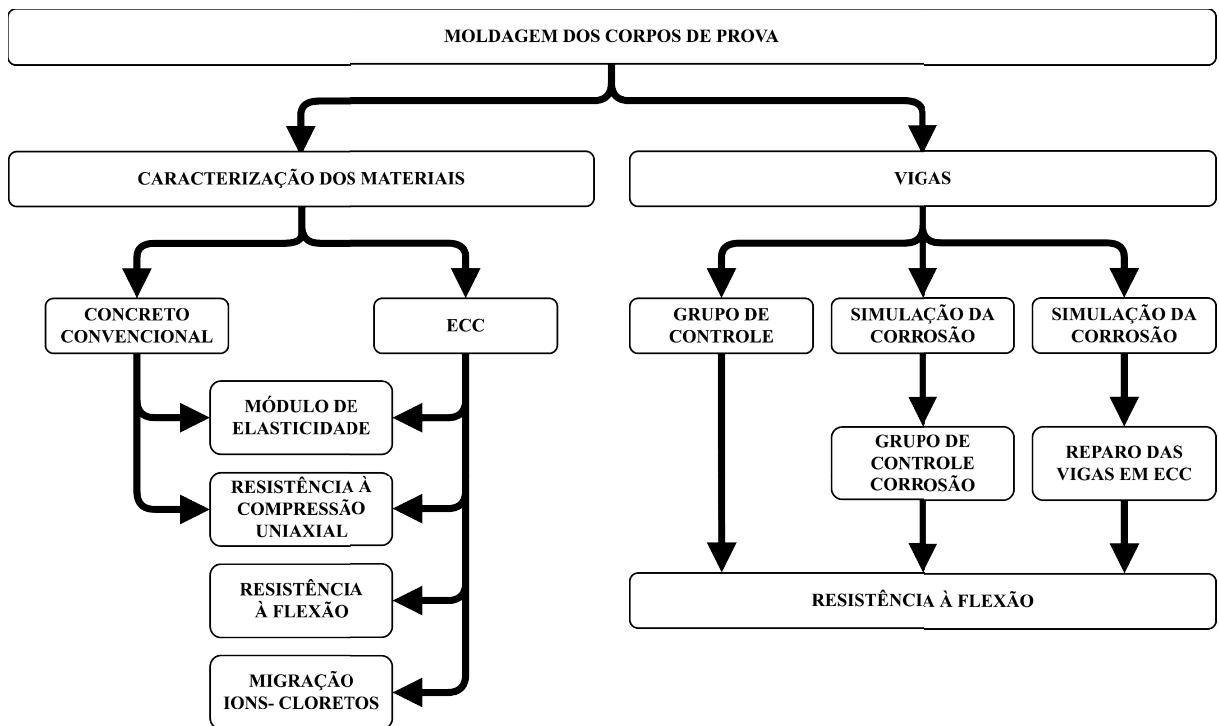 MOLDAGEM DOS CORPOS DE PROVA
CARACTERIZAÇÃO DOS MATERIAIS
VIGAS
CONCRETO
CONVENCIONAL
ECC
GRUPO DE
CONTROLE
SIMULAÇÃO DA
CORROSÃO
SIMULAÇÃO DA
CORROSÃO
MÓDULO DE
ELASTICIDADE
GRUPO DE
CONTROLE
CORROSÃO
REPARO DAS
VIGAS EM ECC
RESISTÊNCIA À
COMPRESSÃO
UNIAXIAL
RESISTÊNCIA
À FLEXÃO
RESISTÊNCIA À FLEXÃO
MIGRAÇÃO
IONS- CLORETOS